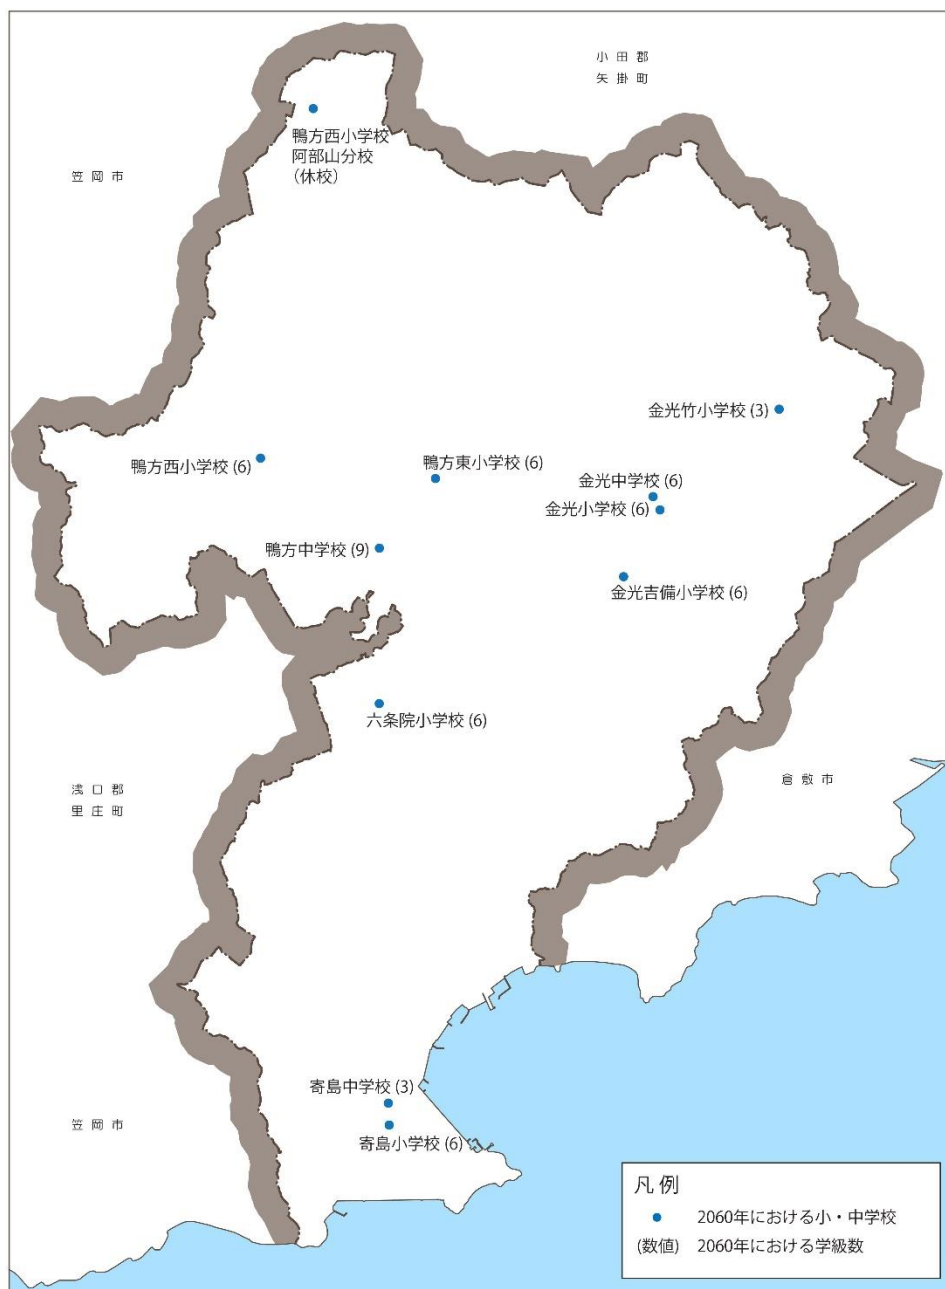 小田郡
矢掛町
鴨方西小学校
阿部山分校
(休校)
笠岡市
金光竹小学校 (3)
鴨方西小学校 (6)
鴨方東小学校 (6)
金光中学校 (6)
金光小学校 (6)
鴨方中学校 (9)
金光吉備小学校 (6)
六条院小学校 (6)
浅口郡
里庄町
倉敷市
寄島中学校 (3)
笠岡市
寄島小学校 (6)
凡例
2060年における小・中学校
(数値) 2060年における学級数